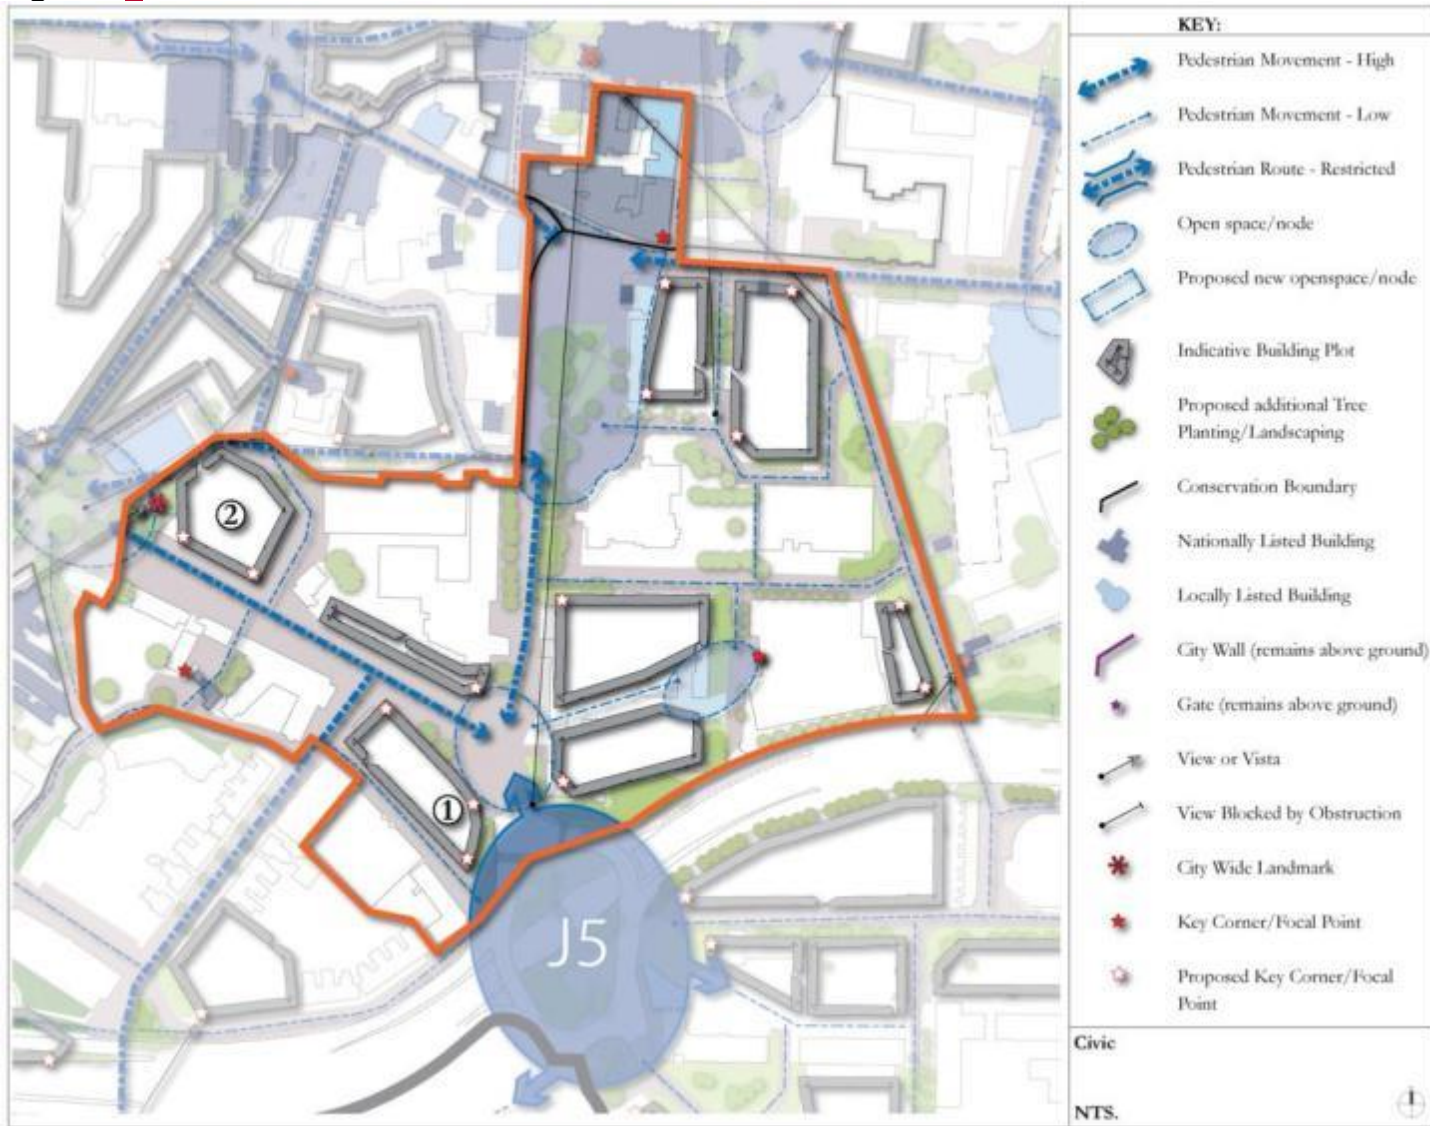 KEY:
Pedestrian Movement - High
Pedestrian Movement - Low
Pedestrian Route - Restricted
Open space/node
Proposed new openspace/node
Indicative Building Plot
Proposed additional Tree
Planting/Landscaping
Conservation Boundary
Nationally Listed Building
Locally Listed Building
City Wall (remains above ground)
Gate (remains above ground)
View or Vista
View Blocked by Obstruction
City Wide Landmark
Key Corner/Focal Point
Proposed Key Corner/Focal
Point
Civic
NTS.
②
①
J5